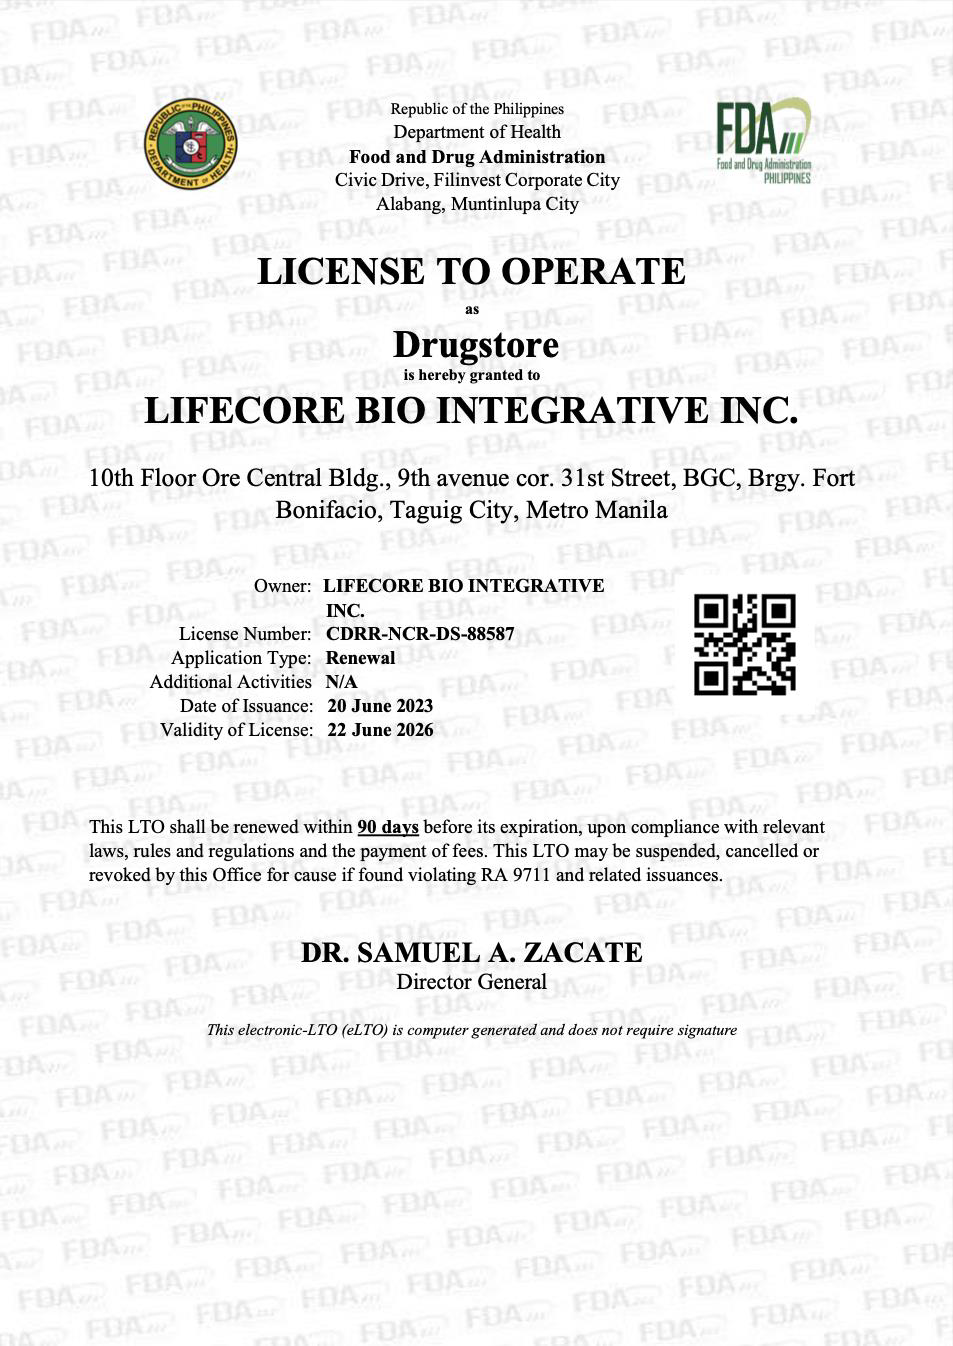 Republic of the Philippines
Department of Health
Food and Drug Administration
Civic Drive, Filinvest Corporate City
Alabang, Muntinlupa City
REPUBLIC OF THE PHILIPPINES
DEPARTMENT OF HEALTH
FDA
Food and Drug Administration
PHILIPPINES
LICENSE TO OPERATE
as
Drugstore
is hereby granted to
LIFECORE BIO INTEGRATIVE INC.
10th Floor Ore Central Bldg., 9th avenue cor. 31st Street, BGC, Brgy. Fort
Bonifacio, Taguig City, Metro Manila
Owner: LIFECORE BIO INTEGRATIVE
INC.
License Number: CDRR-NCR-DS-88587
Application Type: Renewal
Additional Activities N/A
Date of Issuance: 20 June 2023
Validity of License: 22 June 2026
This LTO shall be renewed within 90 days before its expiration, upon compliance with relevant
laws, rules and regulations and the payment of fees. This LTO may be suspended, cancelled or
revoked by this Office for cause if found violating RA 9711 and related issuances.
DR. SAMUEL A. ZACATE
Director General
This electronic-LTO (eLTO) is computer generated and does not require signature